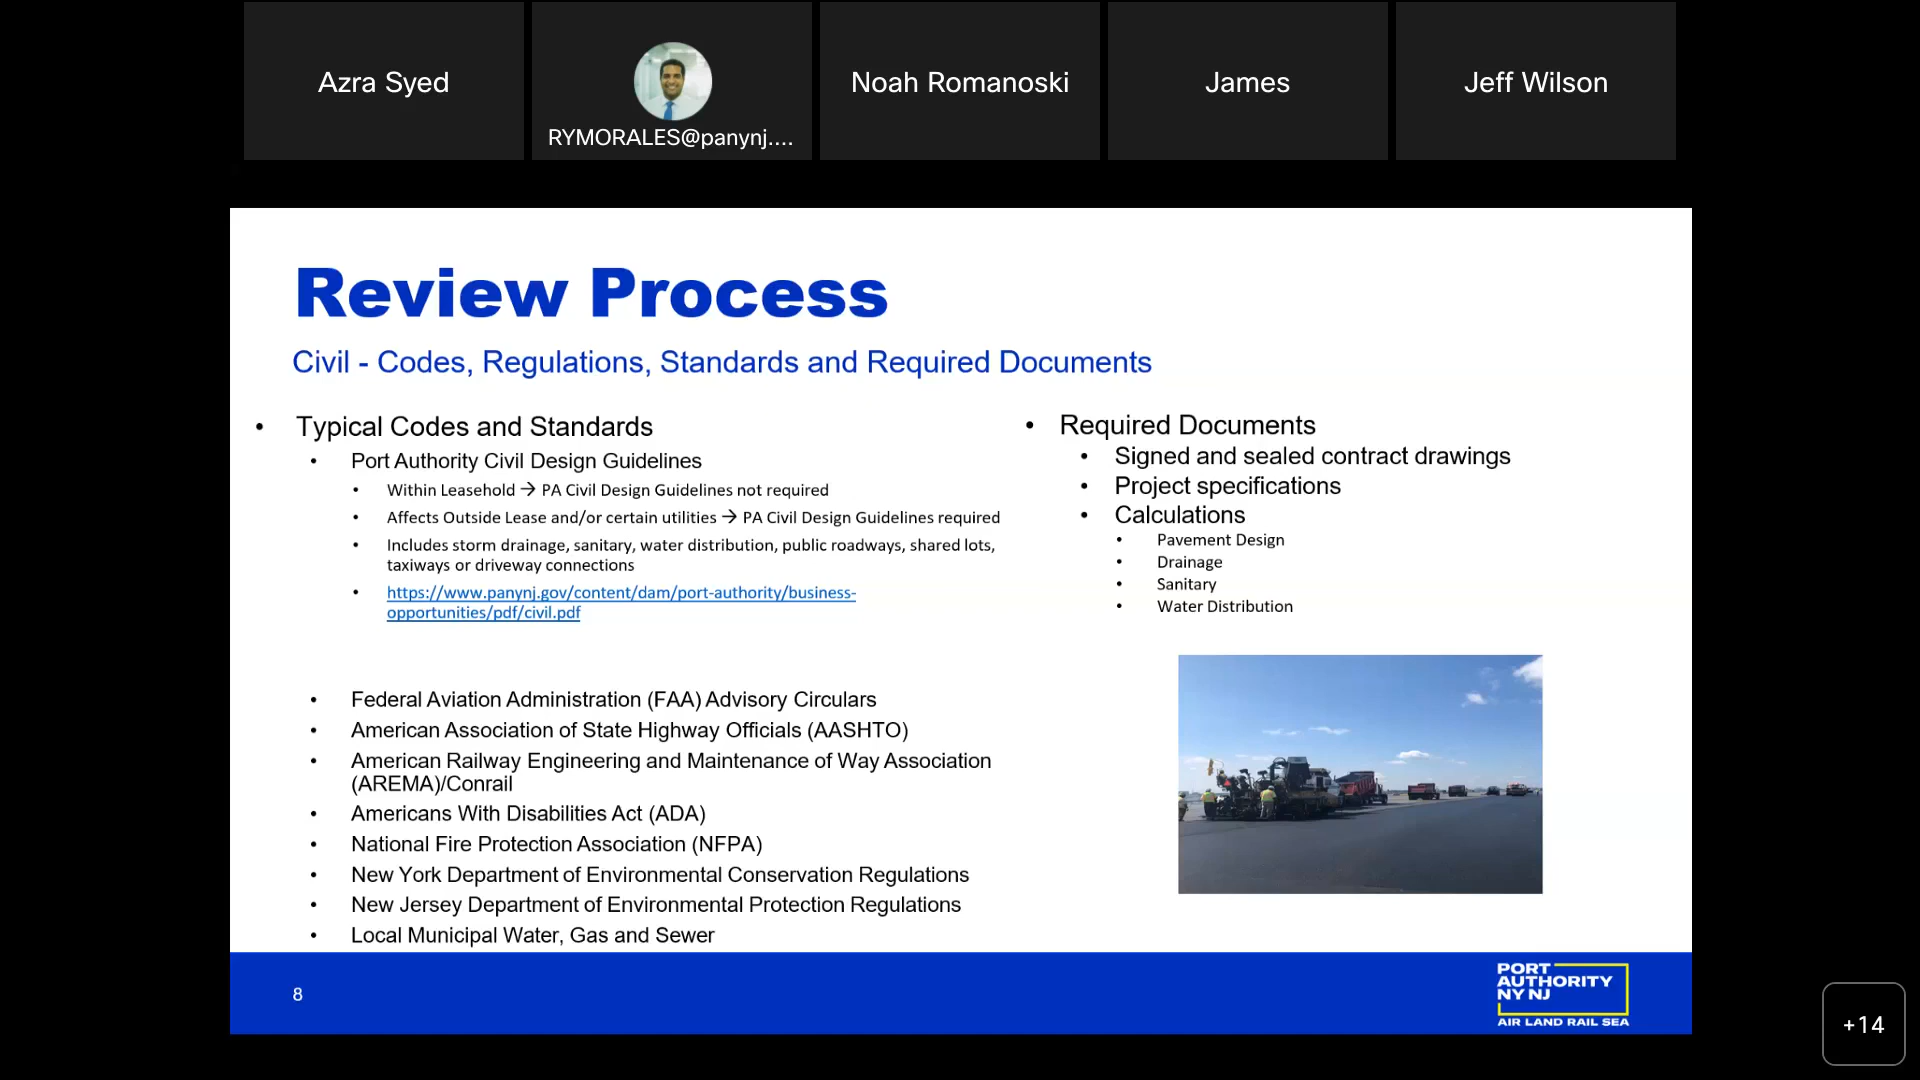 Azra Syed
RYMORALES@panynj....
Noah Romanoski
James
Jeff Wilson
Review Process
Civil - Codes, Regulations, Standards and Required Documents
• Typical Codes and Standards
• Port Authority Civil Design Guidelines
• Within Leasehold → PA Civil Design Guidelines not required
• Affects Outside Lease and/or certain utilities → PA Civil Design Guidelines required
• Includes storm drainage, sanitary, water distribution, public roadways, shared lots,
taxiways or driveway connections
• https://www.panynj.gov/content/dam/port-authority/business-
opportunities/pdf/civil.pdf
• Federal Aviation Administration (FAA) Advisory Circulars
• American Association of State Highway Officials (AASHTO)
• American Railway Engineering and Maintenance of Way Association
(AREMA)/Conrail
• Americans With Disabilities Act (ADA)
• National Fire Protection Association (NFPA)
• New York Department of Environmental Conservation Regulations
• New Jersey Department of Environmental Protection Regulations
• Local Municipal Water, Gas and Sewer
• Required Documents
• Signed and sealed contract drawings
• Project specifications
• Calculations
• Pavement Design
• Drainage
• Sanitary
• Water Distribution
8
PORT
AUTHORITY
NY NJ
AIR LAND RAIL SEA
+14